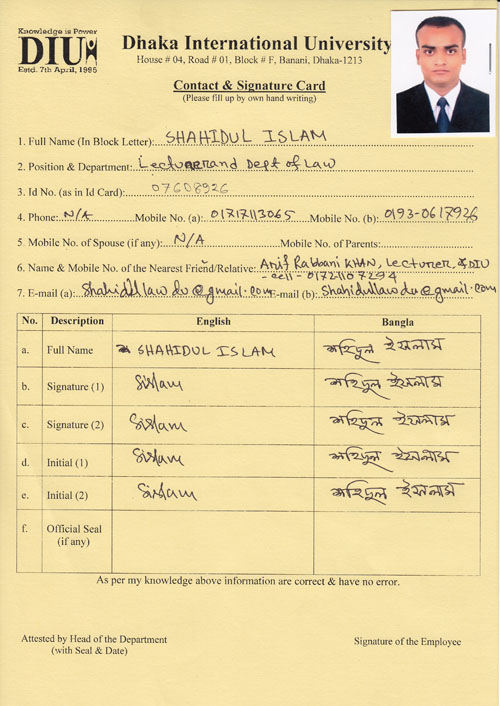 Knowledge is Power
DIU
Estd. 7th April, 1995
Dhaka International University
House # 04, Road # 01, Block # F, Banani, Dhaka-1213
Contact & Signature Card
(Please fill up by own hand writing)
1. Full Name (In Block Letter): SHAHIDUL ISLAM
2. Position & Department: Lecturer and Dept of Law
3. Id No. (as in Id Card): 07608926
4. Phone: N/A Mobile No. (a): 01717113065 Mobile No. (b): 0193-0617926
5. Mobile No. of Spouse (if any): N/A Mobile No. of Parents:
6. Name & Mobile No. of the Nearest Friend/Relative: Arif Rabbani KHAN, Lecturer, DIU
- cell - 01721107294
7. E-mail (a): Shahidullawdu@gmail.com E-mail (b): Shahidullawdu@gmail.com
No. Description English Bangla
a. Full Name SHAHIDUL ISLAM শহিদুল ইসলাম
b. Signature (1) Sislam শহিদুল ইসলাম
c. Signature (2) Sislam শহিদুল ইসলাম
d. Initial (1) Sislam শহিদুল ইসলাম
e. Initial (2) Sislam শহিদুল ইসলাম
f. Official Seal
(if any)
As per my knowledge above information are correct & have no error.
Attested by Head of the Department Signature of the Employee
(with Seal & Date)